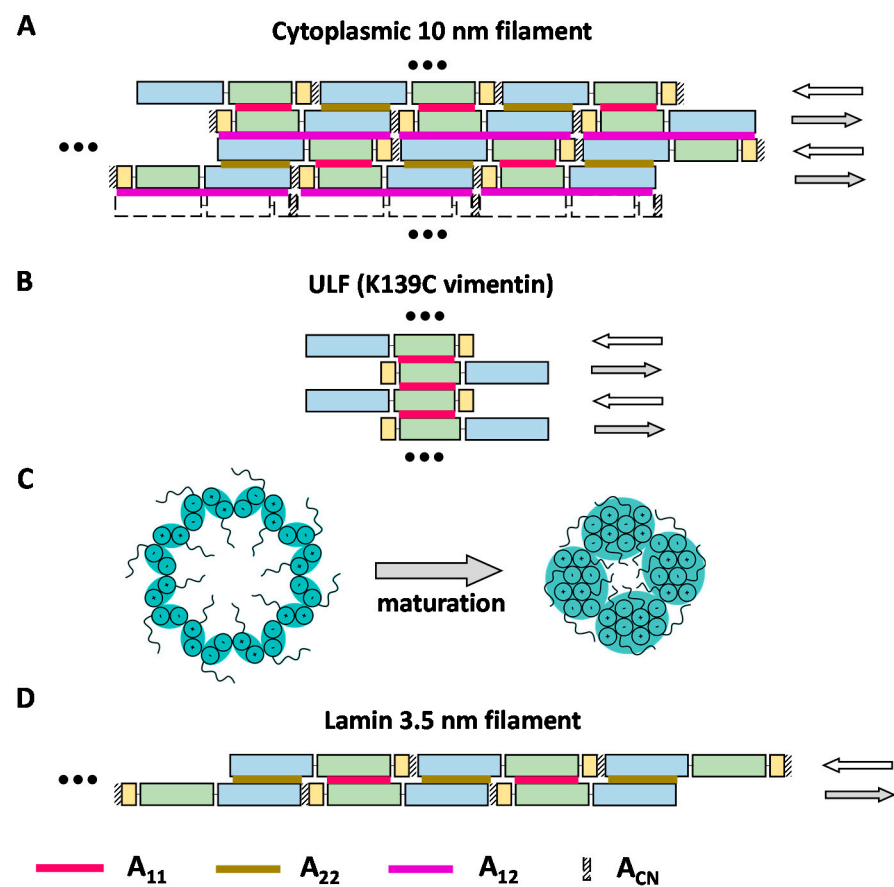 A
Cytoplasmic 10 nm filament
B
ULF (K139C vimentin)
C
maturation
D
Lamin 3.5 nm filament
A11 A22 A12 ACN